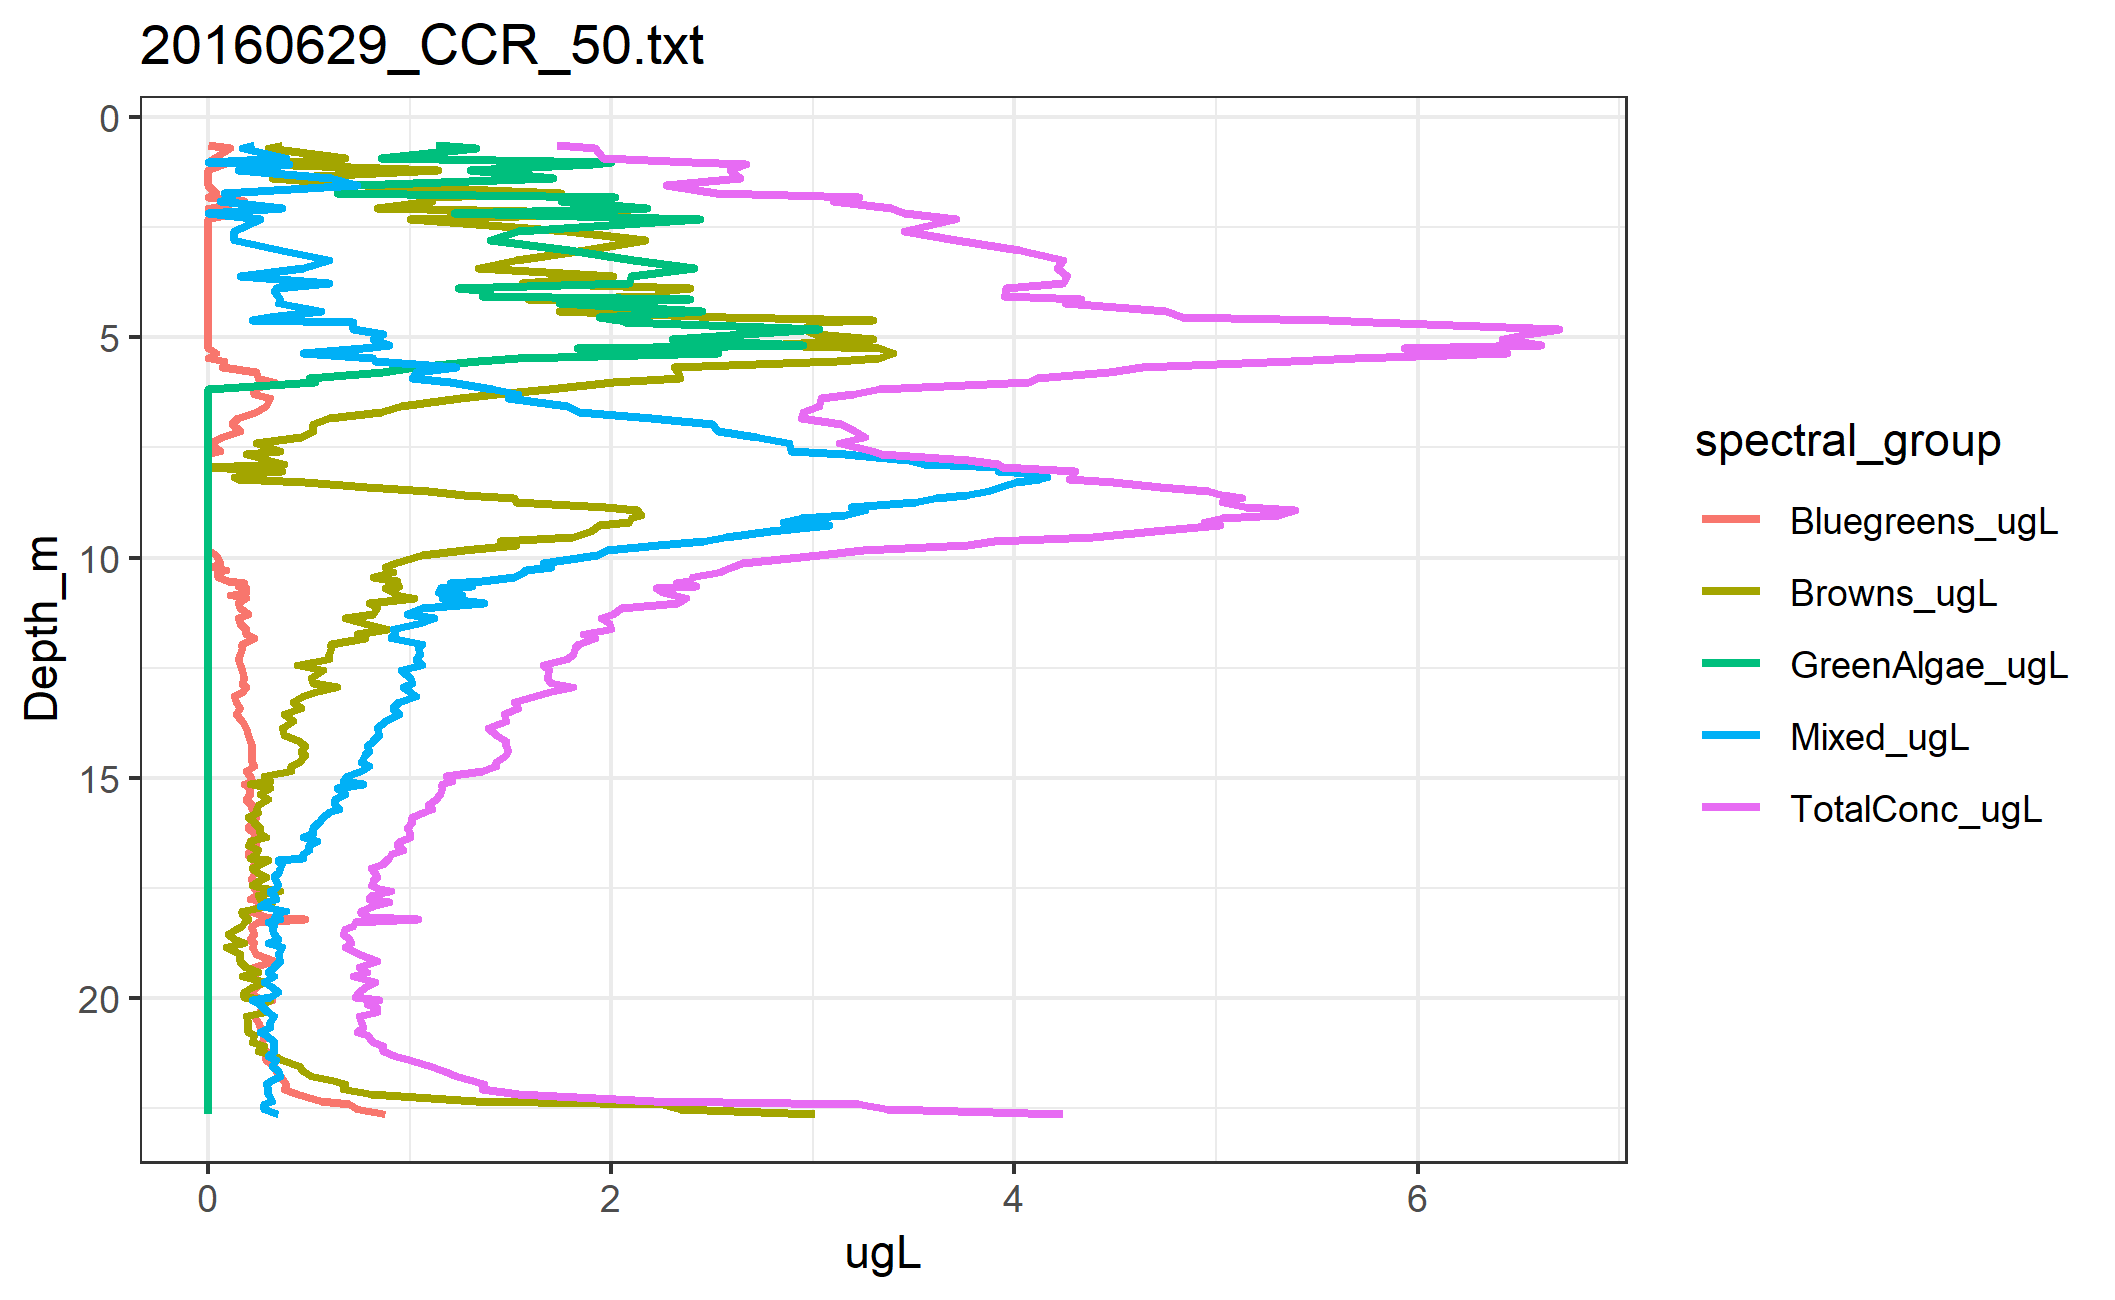 20160629_CCR_50.txt
0
5
10
15
20
Depth_m
0 2 4 6
ugL
spectral_group
Bluegreens_ugL
Browns_ugL
GreenAlgae_ugL
Mixed_ugL
TotalConc_ugL